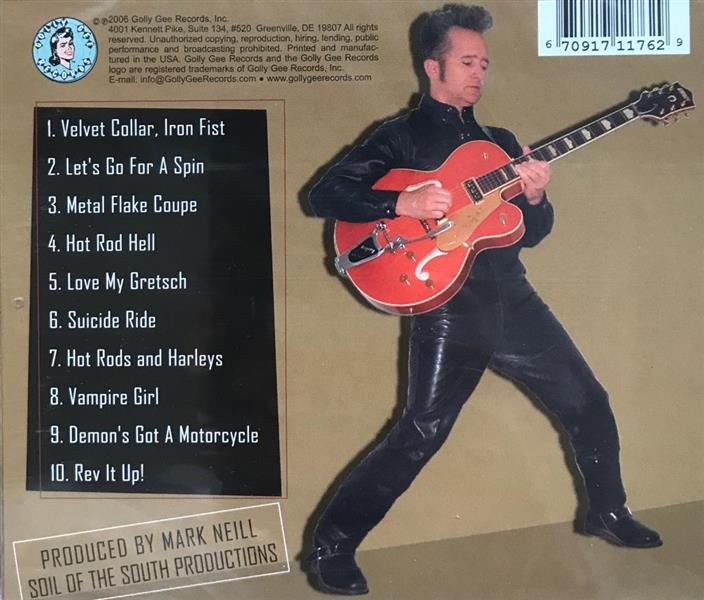 ©℗2006 Golly Gee Records, Inc.
4001 Kennett Pike, Suite 134, #520 Greenville, DE 19807 All rights
reserved. Unauthorized copying, reproduction, hiring, lending, public
performance and broadcasting prohibited. Printed and manufac-
tured in the USA. Golly Gee Records and the Golly Gee Records
logo are registered trademarks of Golly Gee Records, Inc.
E-mail: info@GollyGeeRecords.com • www.gollygeerecords.com
6 70917 11762 9
1. Velvet Collar, Iron Fist
2. Let's Go For A Spin
3. Metal Flake Coupe
4. Hot Rod Hell
5. Love My Gretsch
6. Suicide Ride
7. Hot Rods and Harleys
8. Vampire Girl
9. Demon's Got A Motorcycle
10. Rev It Up!
PRODUCED BY MARK NEILL
SOIL OF THE SOUTH PRODUCTIONS